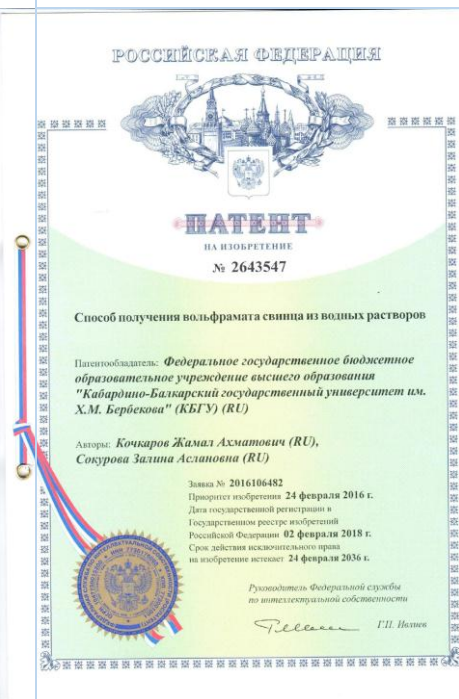 РОССИЙСКАЯ ФЕДЕРАЦИЯ
ПАТЕНТ
НА ИЗОБРЕТЕНИЕ
№ 2643547
Способ получения вольфрамата свинца из водных растворов
Патентообладатель: Федеральное государственное бюджетное
образовательное учреждение высшего образования
"Кабардино-Балкарский государственный университет им.
Х.М. Бербекова" (КБГУ) (RU)
Авторы: Кочкаров Жамал Ахматович (RU),
Сокурова Залина Аслановна (RU)
Заявка № 2016106482
Приоритет изобретения 24 февраля 2016 г.
Дата государственной регистрации в
Государственном реестре изобретений
Российской Федерации 02 февраля 2018 г.
Срок действия исключительного права
на изобретение истекает 24 февраля 2036 г.
Руководитель Федеральной службы
по интеллектуальной собственности
Г.П. Ивлиев